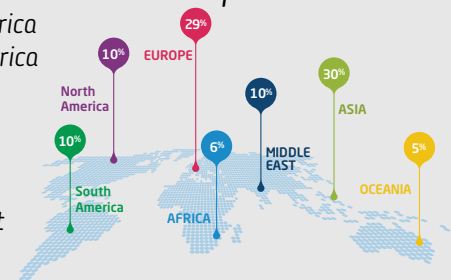 rica
rica
29%
EUROPE
10%
North
America
30%
ASIA
10%
MIDDLE
EAST
10%
South
America
6%
AFRICA
5%
OCEANIA
t